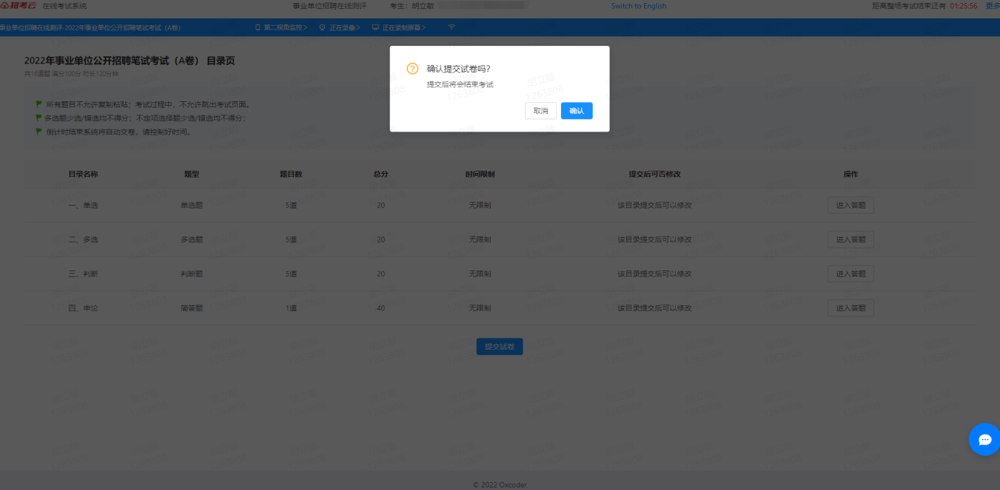 招考云 在线考试系统 事业单位招聘在线测评 考生：胡立敏 Switch to English 距离整场考试结束还有 01:25:56 更多
事业单位招聘在线测评-2022年事业单位公开招聘笔试考试（A卷） 第二视角监控> 正在录像> 正在录制屏幕>
2022年事业单位公开招聘笔试考试（A卷） 目录页
共16道题 满分100分 时长120分钟
确认提交试卷吗？
提交后将会结束考试
取消 确认
所有题目不允许复制粘贴；考试过程中，不允许跳出考试页面。
多选题少选/错选均不得分；不定项选择题少选/错选均不得分；
倒计时结束系统将自动交卷，请控制好时间。
目录名称 题型 题目数 总分 时间限制 提交后可否修改 操作
一、单选 单选题 5道 20 无限制 该目录提交后可以修改 进入答题
二、多选 多选题 5道 20 无限制 该目录提交后可以修改 进入答题
三、判断 判断题 5道 20 无限制 该目录提交后可以修改 进入答题
四、申论 简答题 1道 40 无限制 该目录提交后可以修改 进入答题
提交试卷
© 2022 Oxcoder